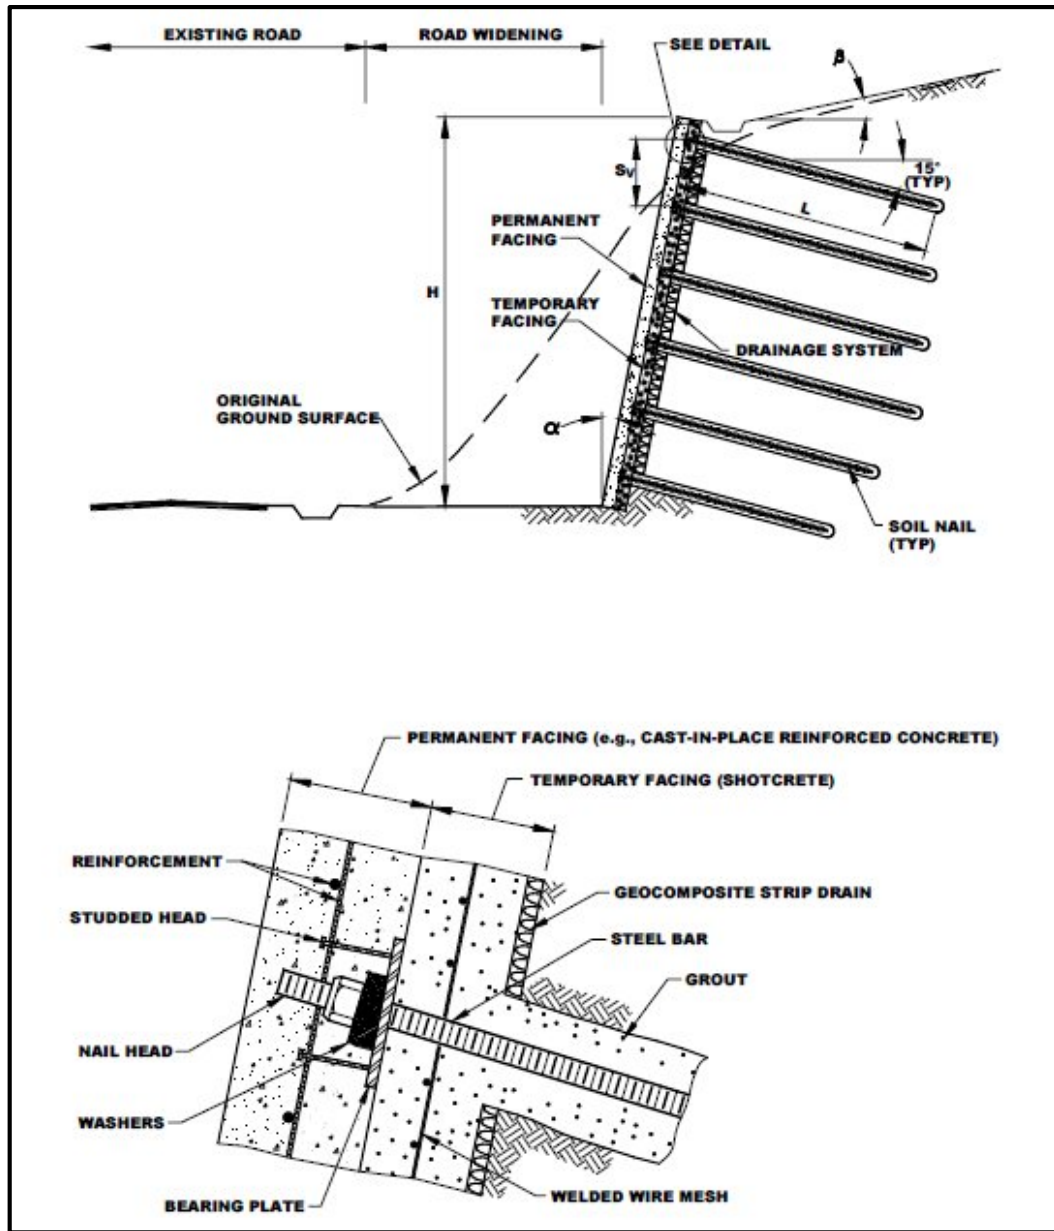 EXISTING ROAD
ROAD WIDENING
SEE DETAIL
β
15°
(TYP)
SV
L
PERMANENT
FACING
H
TEMPORARY
FACING
DRAINAGE SYSTEM
ORIGINAL
GROUND SURFACE
α
SOIL NAIL
(TYP)
PERMANENT FACING (e.g., CAST-IN-PLACE REINFORCED CONCRETE)
TEMPORARY FACING (SHOTCRETE)
REINFORCEMENT
GEOCOMPOSITE STRIP DRAIN
STUDDED HEAD
STEEL BAR
GROUT
NAIL HEAD
WASHERS
WELDED WIRE MESH
BEARING PLATE